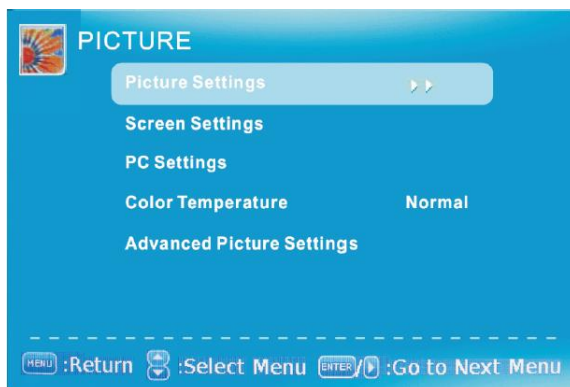 PICTURE
Picture Settings
Screen Settings
PC Settings
Color Temperature Normal
Advanced Picture Settings
MENU :Return :Select Menu ENTER/ :Go to Next Menu